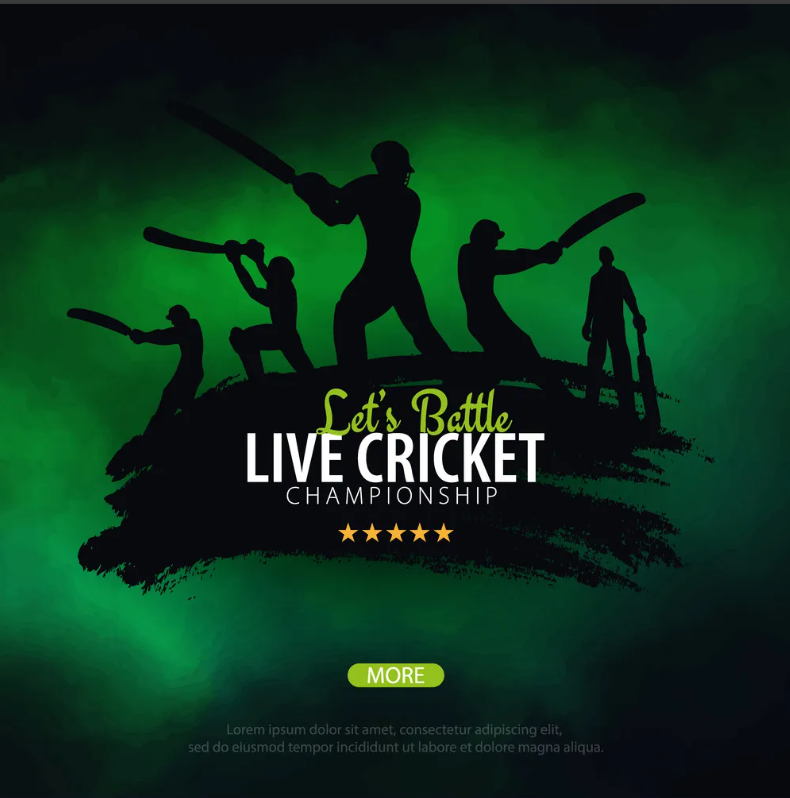 Let's Battle
LIVE CRICKET
CHAMPIONSHIP
MORE
Lorem ipsum dolor sit amet, consectetur adipiscing elit,
sed do eiusmod tempor incididunt ut labore et dolore magna aliqua.